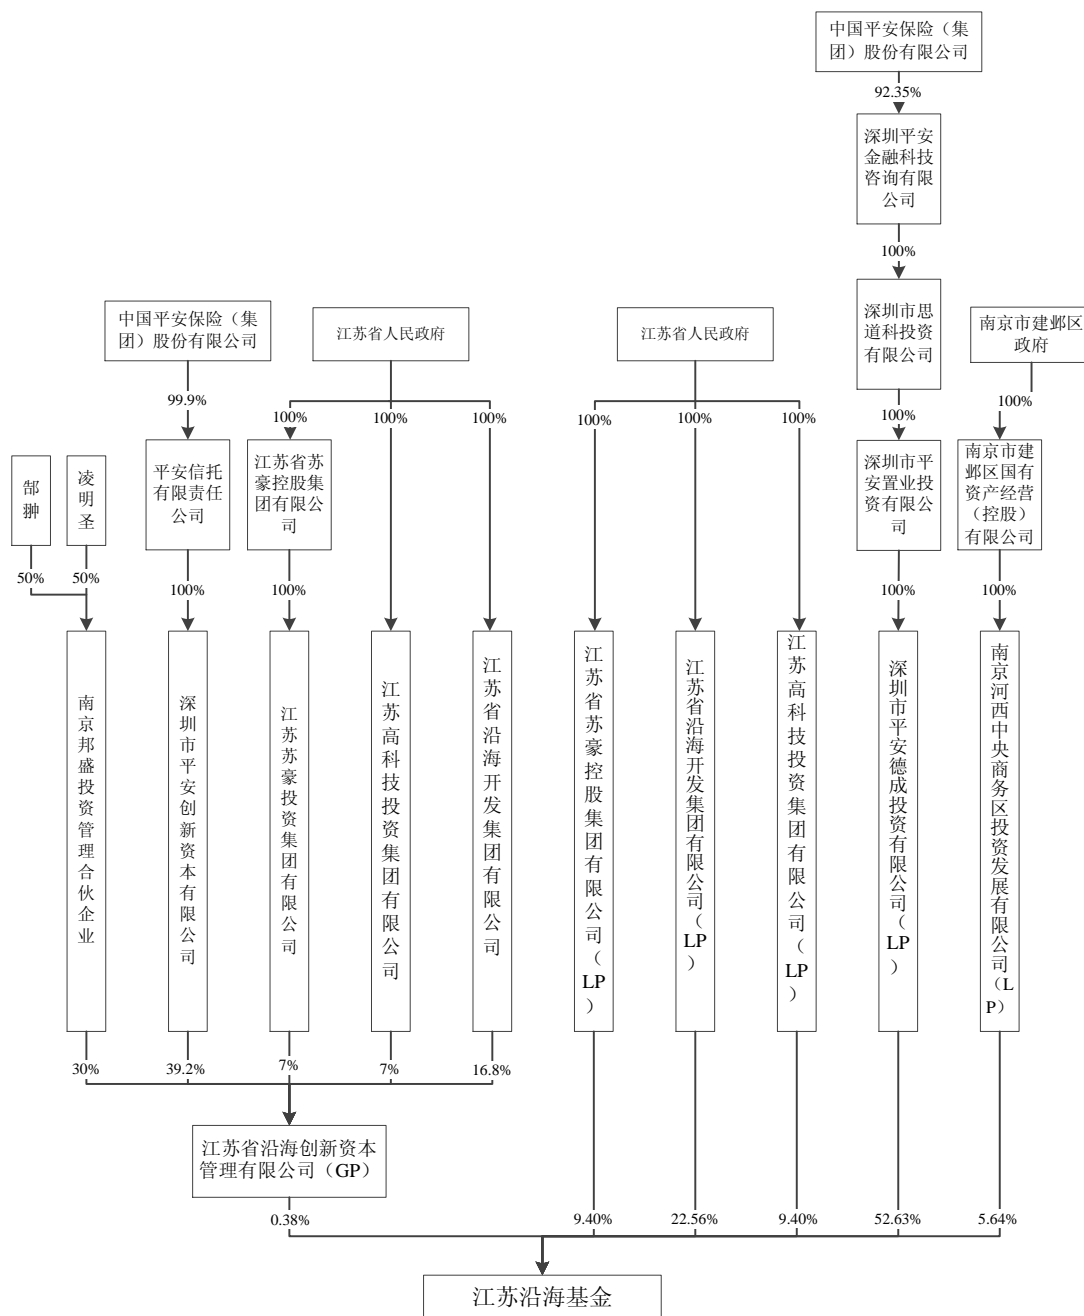 中国平安保险（集
团）股份有限公司
92.35%
深圳平安
金融科技
咨询有限
公司
100%
深圳市思
道科投资
有限公司
中国平安保险（集
团）股份有限公司
江苏省人民政府
江苏省人民政府
南京市建邺区
政府
99.9%
100%
100%
100%
100%
100%
100%
100%
100%
郜翀
凌明圣
平安信托
有限责任
公司
江苏省苏
豪控股集
团有限公
司
深圳市平
安置业投
资有限公
司
南京市建
邺区国有
资产经营
（控股）
有限公司
50%
50%
100%
100%
100%
100%
南京邦盛投资管理合伙企业
深圳市平安创新资本有限公司
江苏苏豪投资集团有限公司
江苏高科技投资集团有限公司
江苏省沿海开发集团有限公司
江苏省苏豪控股集团有限公司（LP）
江苏省沿海开发集团有限公司（LP）
江苏高科技投资集团有限公司（LP）
深圳市平安德成投资有限公司（LP）
南京河西中央商务区投资发展有限公司（LP）
30%
39.2%
7%
7%
16.8%
江苏省沿海创新资本
管理有限公司（GP）
0.38%
9.40%
22.56%
9.40%
52.63%
5.64%
江苏沿海基金